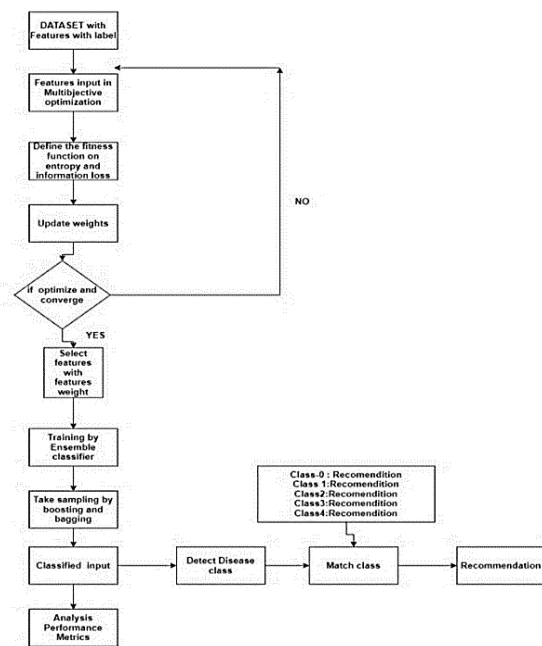 DATASET with
Features with label
Features input in
Multibjective
optimization
Define the fitness
function on
entropy and
information loss
NO
Update weights
if optimize and
converge
YES
Select
features
with
features
weight
Training by
Ensemble
classifier
Take sampling by
boosting and
bagging
Class-0 : Recomendition
Class 1:Recomendition
Class2:Recomendition
Class3:Recomendition
Class4:Recomendition
Classified input
Detect Disease
class
Match class
Recommendation
Analysis
Performance
Metrics